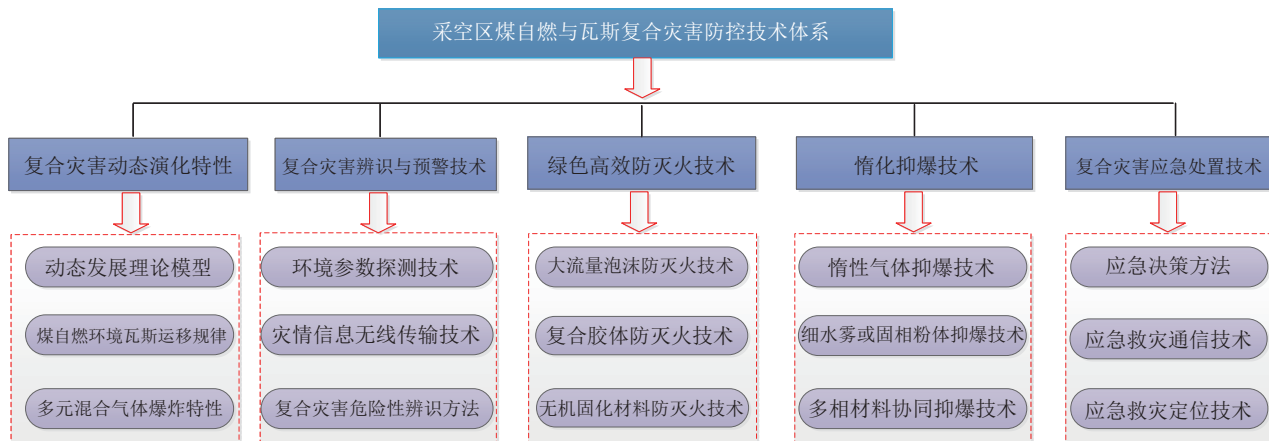 采空区煤自燃与瓦斯复合灾害防控技术体系
复合灾害动态演化特性
复合灾害辨识与预警技术
绿色高效防灭火技术
惰化抑爆技术
复合灾害应急处置技术
动态发展理论模型
环境参数探测技术
大流量泡沫防灭火技术
惰性气体抑爆技术
应急决策方法
煤自燃环境瓦斯运移规律
灾情信息无线传输技术
复合胶体防灭火技术
细水雾或固相粉体抑爆技术
应急救灾通信技术
多元混合气体爆炸特性
复合灾害危险性辨识方法
无机固化材料防灭火技术
多相材料协同抑爆技术
应急救灾定位技术